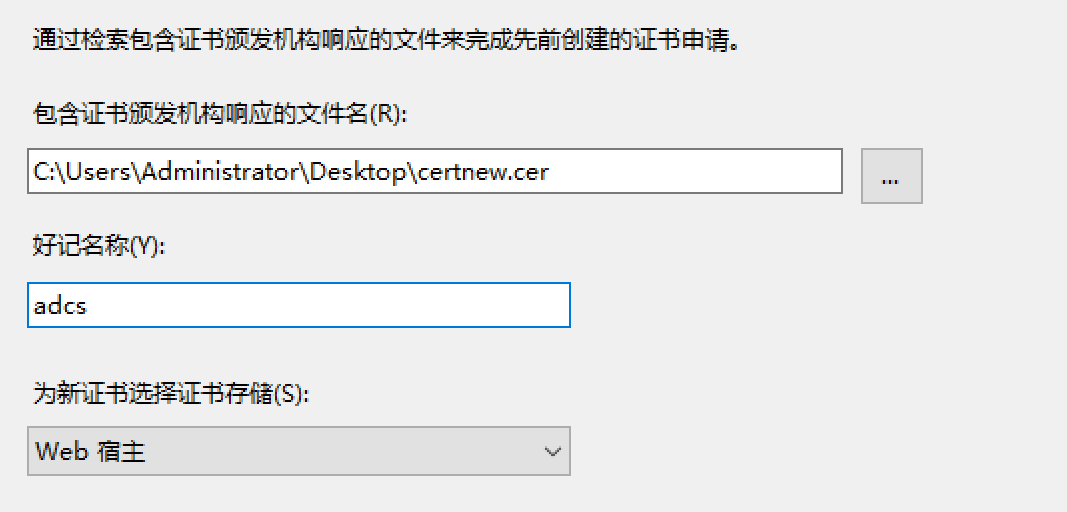 通过检索包含证书颁发机构响应的文件来完成先前创建的证书申请。
包含证书颁发机构响应的文件名(R):
C:\Users\Administrator\Desktop\certnew.cer
...
好记名称(Y):
adcs
为新证书选择证书存储(S):
Web 宿主